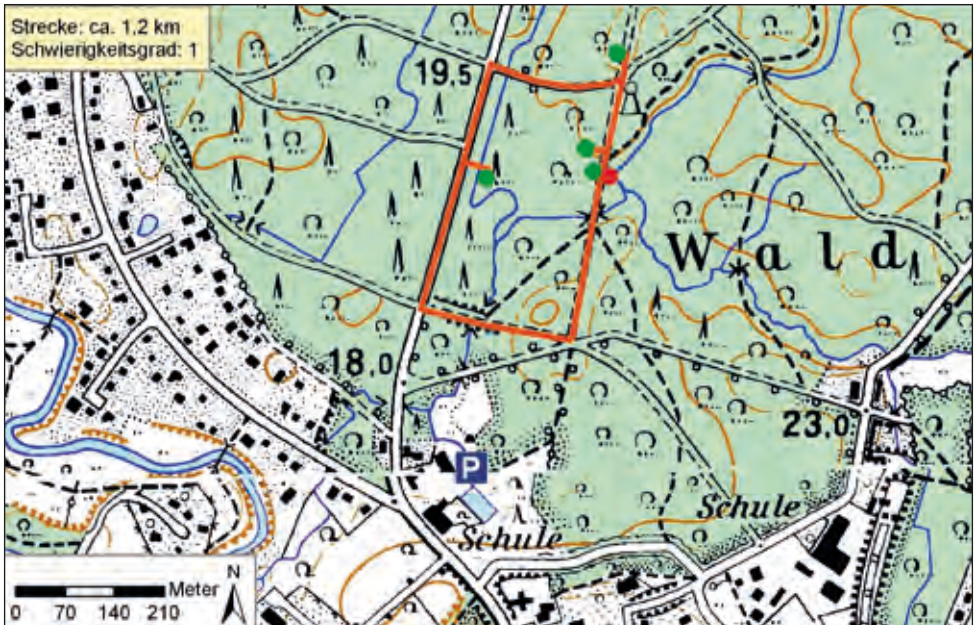 Strecke: ca. 1,2 km
Schwierigkeitsgrad: 1
19.5
Wald
18.0
23.0
P
Schule
Schule
Meter
N
0 70 140 210